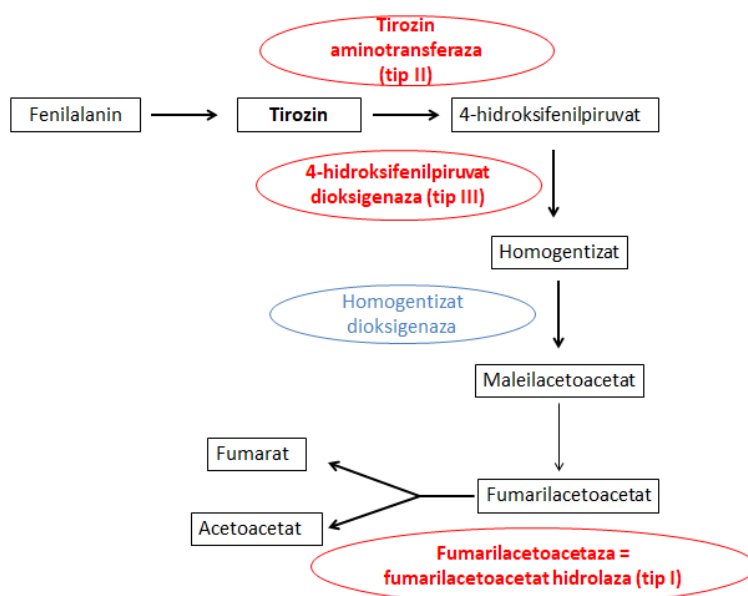 Tirozin
aminotransferaza
(tip II)
Fenilalanin
Tirozin
4-hidroksifenilpiruvat
4-hidroksifenilpiruvat
dioksigenaza (tip III)
Homogentizat
Homogentizat
dioksigenaza
Maleilacetoacetat
Fumarat
Fumarilacetoacetat
Acetoacetat
Fumarilacetoacetaza =
fumarilacetoacetat hidrolaza (tip I)